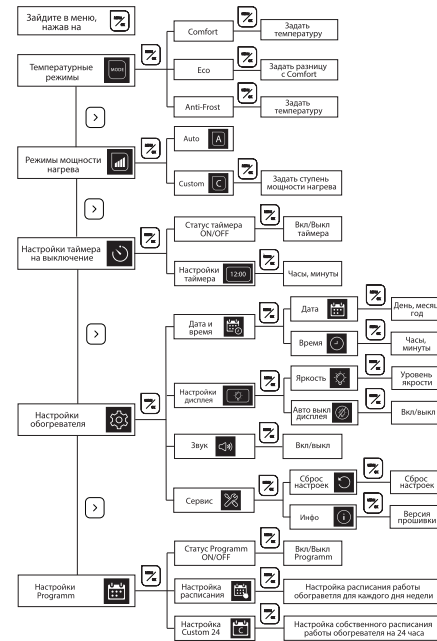 Зайдите в меню,
нажав на
Температурные
режимы
MODE
Comfort
Задать
температуру
Eco
Задать разницу
с Comfort
Anti-Frost
Задать
температуру
Режимы мощности
нагрева
Auto
A
Custom
C
Задать ступень
мощности нагрева
Настройки таймера
на выключение
Статус таймера
ON/OFF
Вкл/Выкл
таймера
Настройки
таймера
12:00
Часы, минуты
Настройки
обогревателя
Дата и
время
Дата
День, месяц
год
Время
Часы,
минуты
Настройки
дисплея
Яркость
Уровень
яркости
Авто выкл
дисплея
Вкл/выкл
Звук
Вкл/выкл
Сервис
Сброс
настроек
Сброс
настроек
Инфо
Версия
прошивки
Настройки
Programm
Статус Programm
ON/OFF
Вкл/Выкл
Programm
Настройка
расписания
Настройка расписания работы
обограветля для каждого дня недели
Настройка
Custom 24
C
Настройка собственного расписания
работы обогревателя на 24 часа